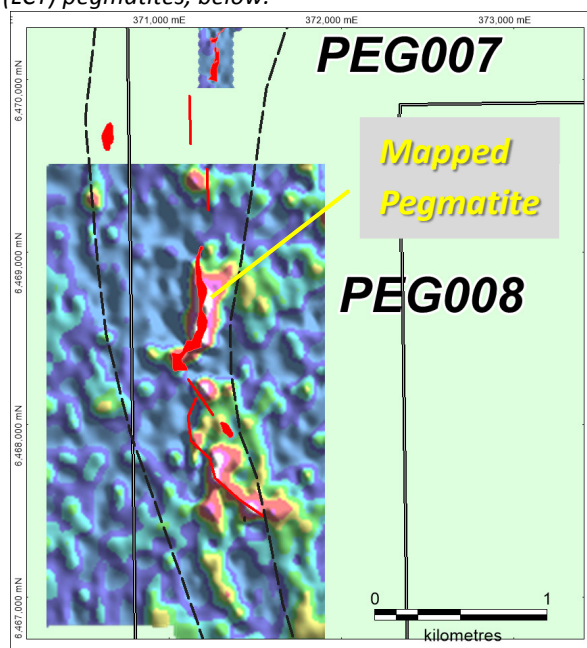 (LCT) pegmatites, below:
E 371,000 mE 372,000 mE 373,000 mE
PEG007
6,470,000 mN
Mapped
Pegmatite
6,469,000 mN
PEG008
6,468,000 mN
6,467,000 mN
0 1
kilometres